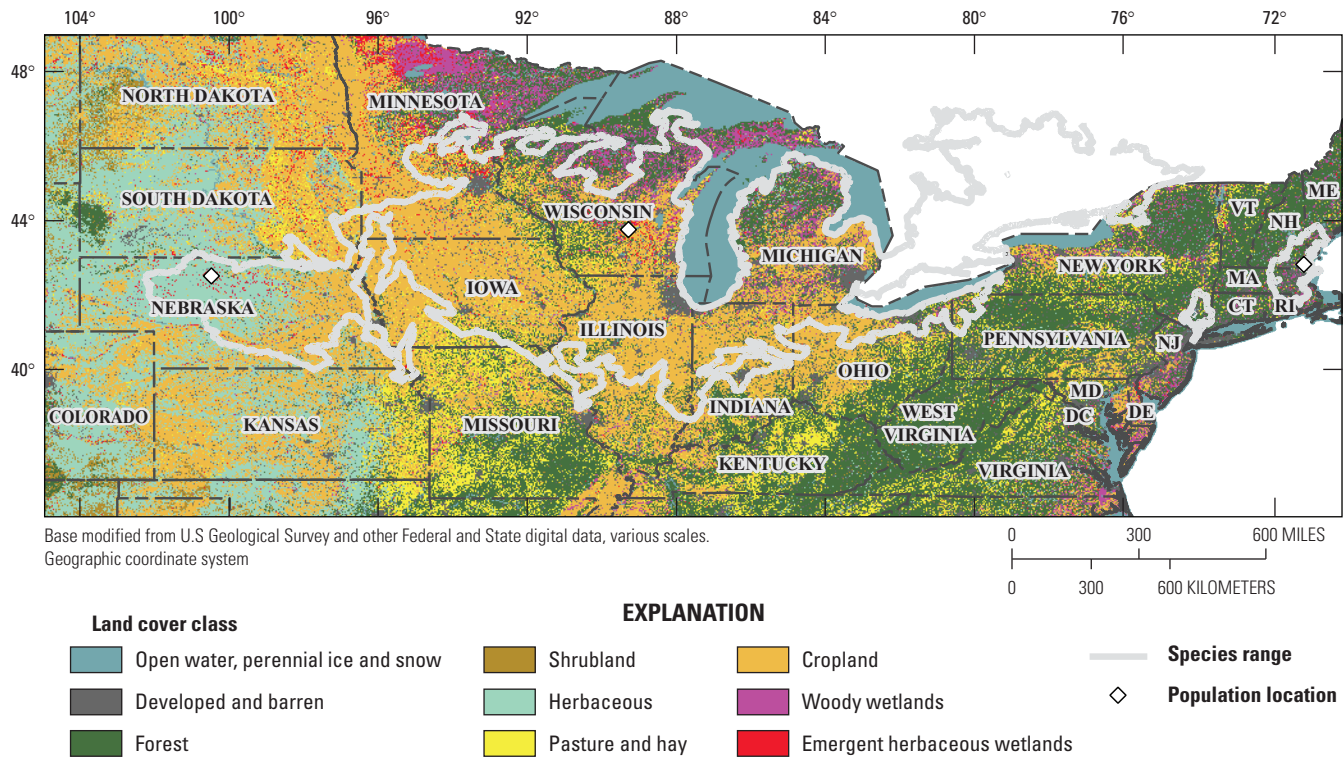 104° 100° 96° 92° 88° 84° 80° 76° 72°
48°
44°
40°
NORTH DAKOTA
MINNESOTA
SOUTH DAKOTA
WISCONSIN
MICHIGAN
NEW YORK
VT
ME
NH
MA
CT
RI
NEBRASKA
IOWA
ILLINOIS
PENNSYLVANIA
NJ
OHIO
INDIANA
MD
DE
DC
COLORADO
KANSAS
MISSOURI
WEST
VIRGINIA
KENTUCKY
VIRGINIA
Base modified from U.S Geological Survey and other Federal and State digital data, various scales.
Geographic coordinate system
0 300 600 MILES
0 300 600 KILOMETERS
EXPLANATION
Land cover class
Open water, perennial ice and snow
Developed and barren
Forest
Shrubland
Herbaceous
Pasture and hay
Cropland
Woody wetlands
Emergent herbaceous wetlands
Species range
Population location